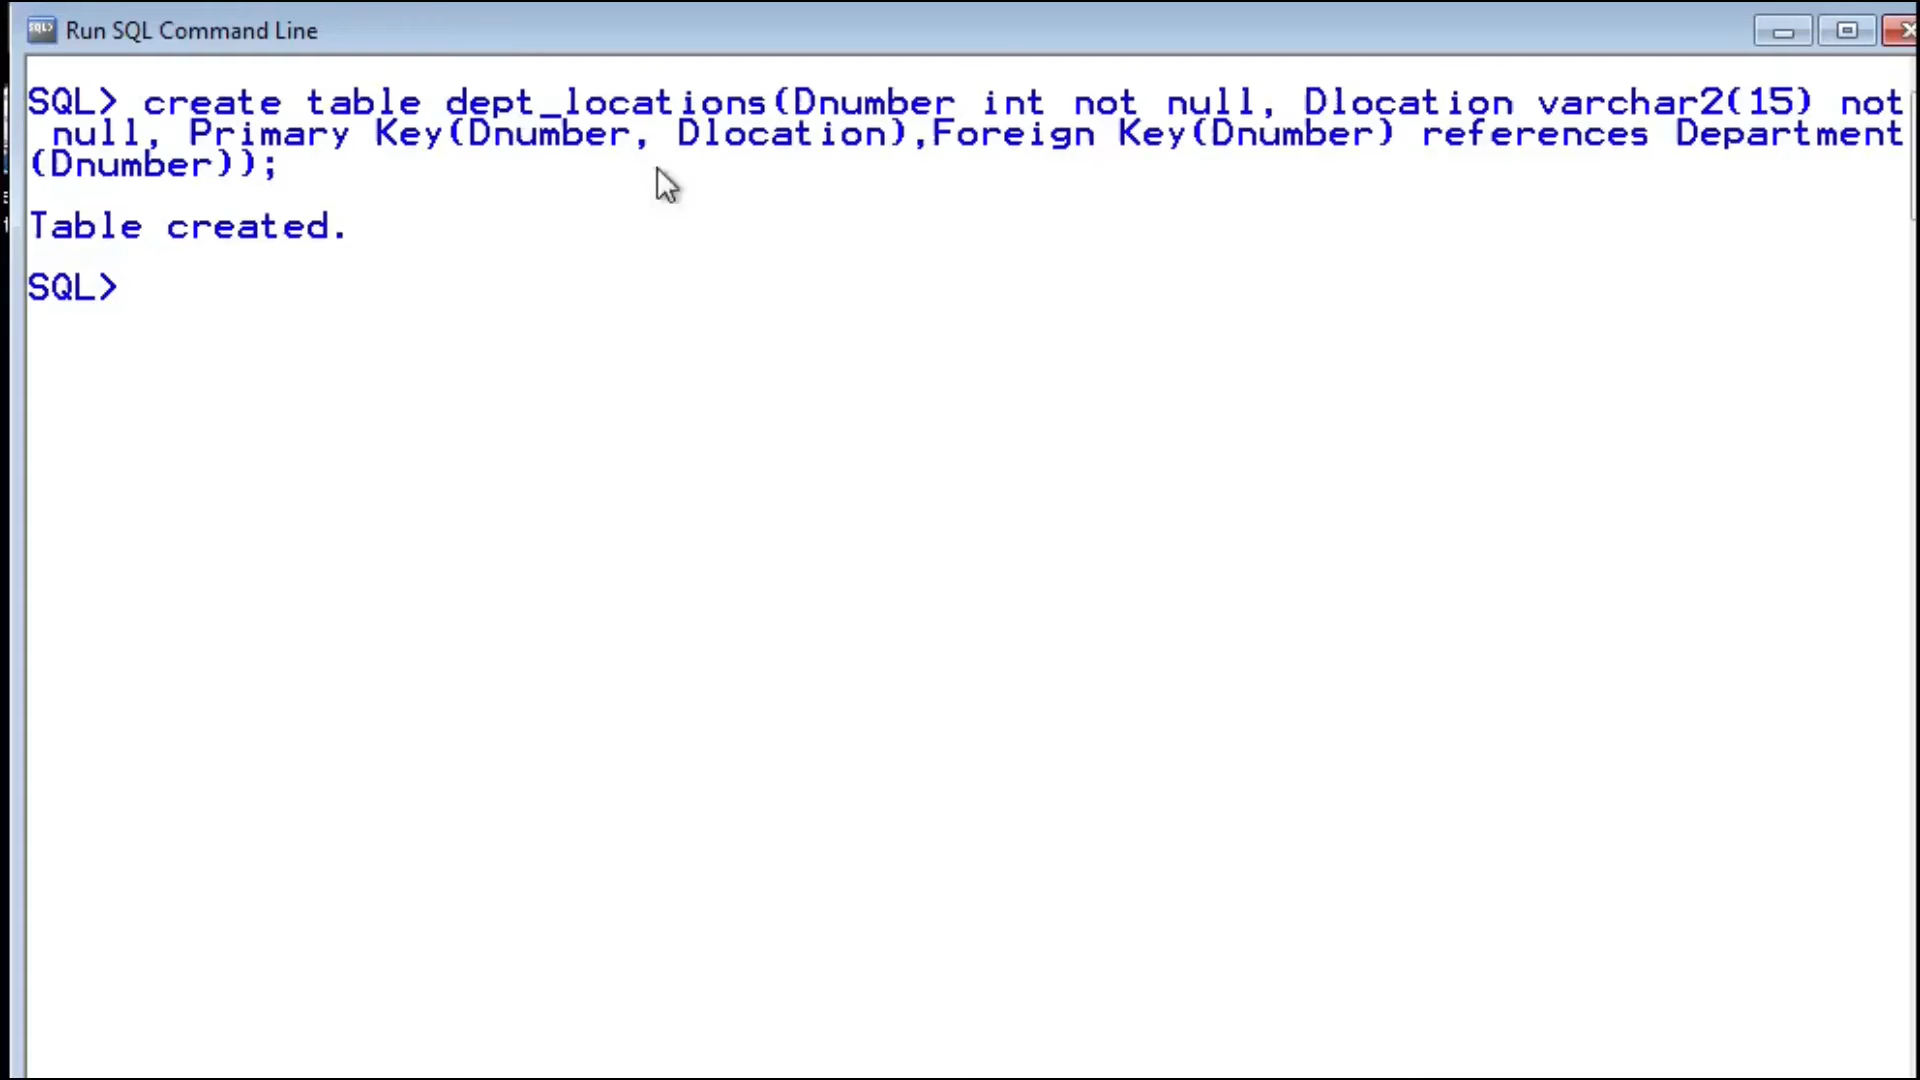 Run SQL Command Line
SQL> create table dept_locations(Dnumber int not null, Dlocation varchar2(15) not
null, Primary Key(Dnumber, Dlocation),Foreign Key(Dnumber) references Department
(Dnumber));
Table created.
SQL>